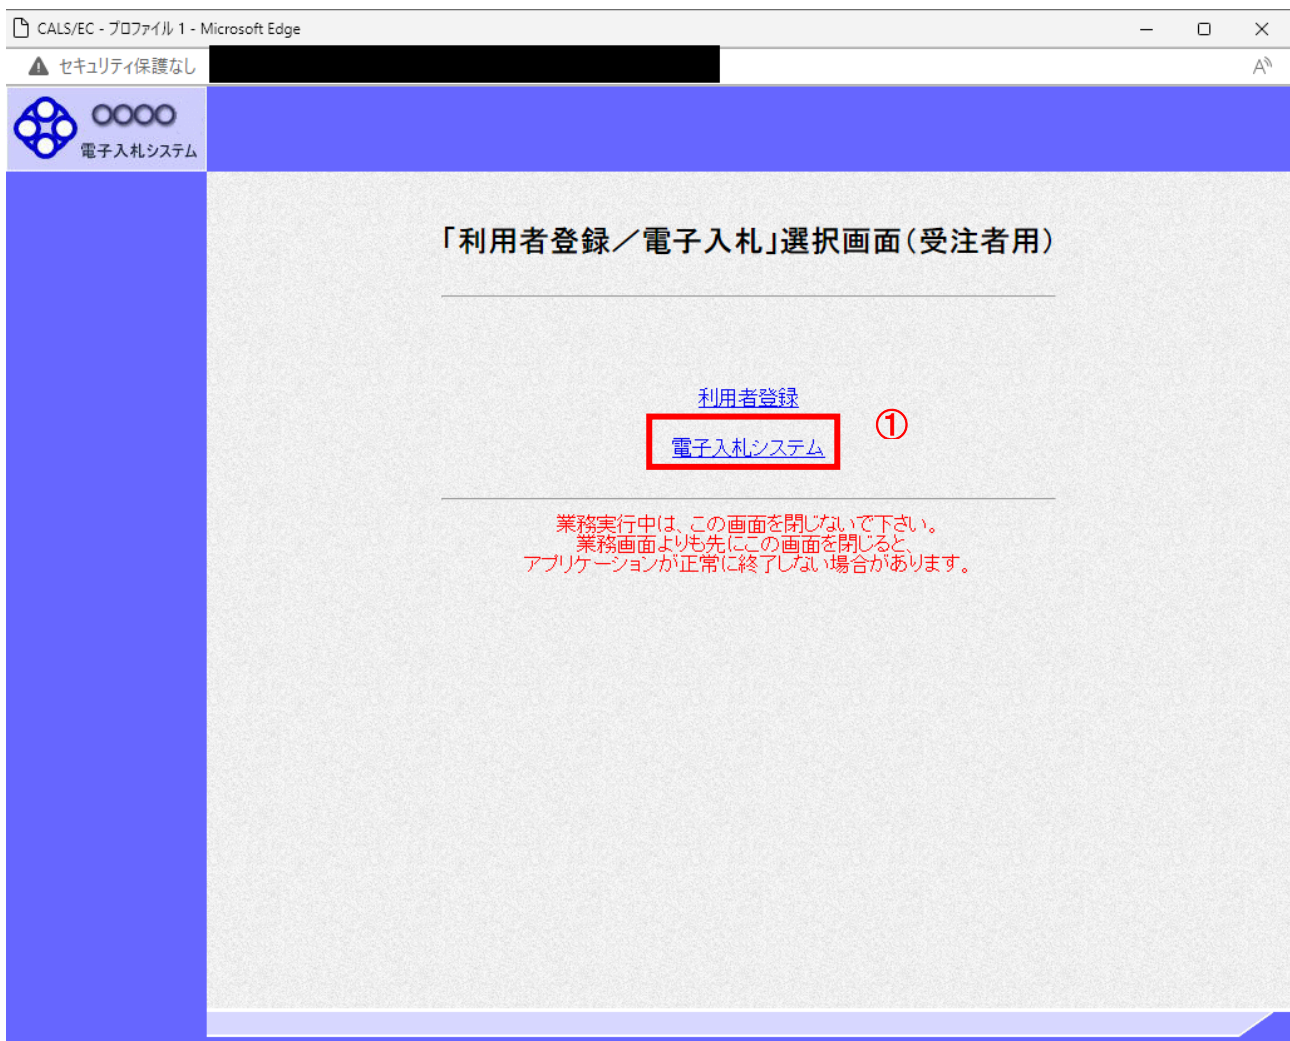 CALS/EC - プロファイル 1 - Microsoft Edge
セキュリティ保護なし
○○○○
電子入札システム
「利用者登録／電子入札」選択画面（受注者用）
利用者登録
①
電子入札システム
業務実行中は、この画面を閉じないで下さい。
業務画面よりも先にこの画面を閉じると、
アプリケーションが正常に終了しない場合があります。